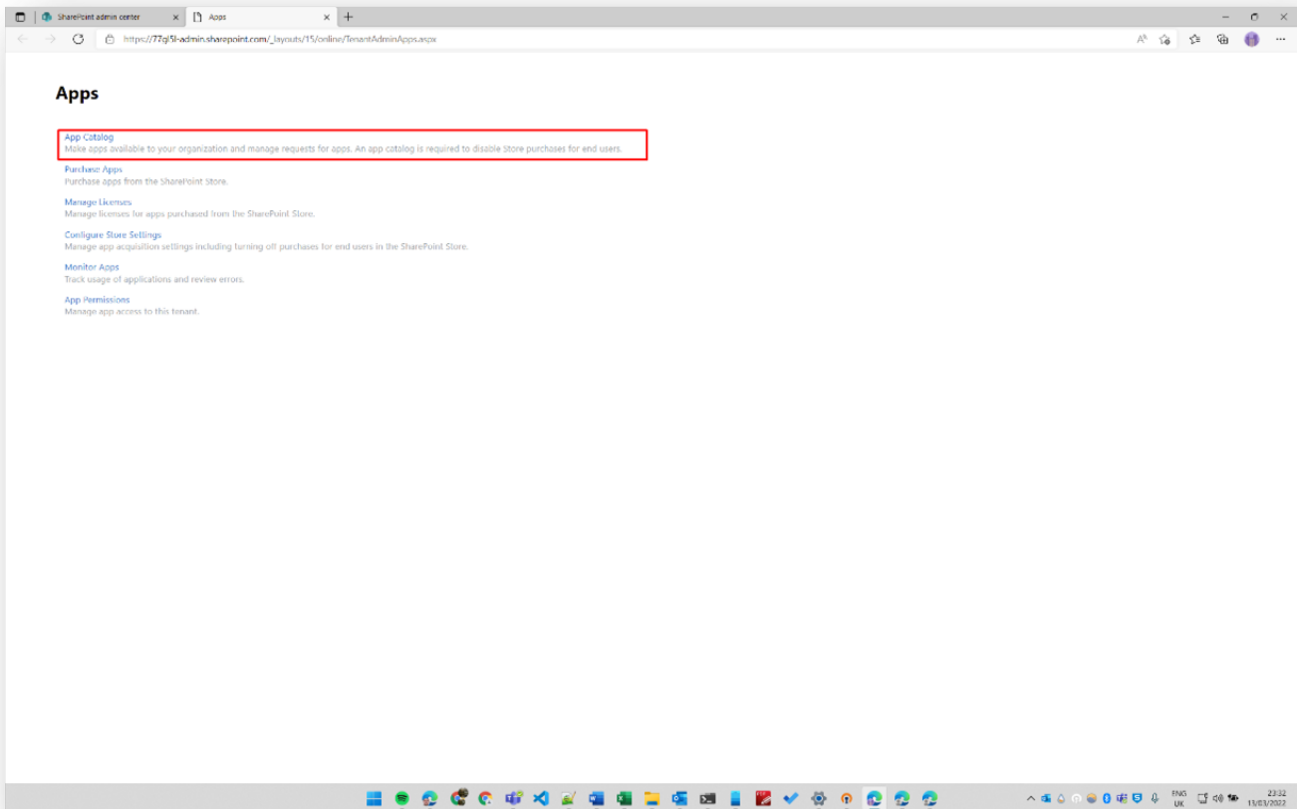 SharePoint admin center
Apps
https://77gl5l-admin.sharepoint.com/_layouts/15/online/TenantAdminApps.aspx
Apps
App Catalog
Make apps available to your organization and manage requests for apps. An app catalog is required to disable Store purchases for end users.
Purchase Apps
Purchase apps from the SharePoint Store.
Manage Licenses
Manage licenses for apps purchased from the SharePoint Store.
Configure Store Settings
Manage app acquisition settings including turning off purchases for end users in the SharePoint Store.
Monitor Apps
Track usage of applications and review errors.
App Permissions
Manage app access to this tenant.
ENG
UK
23:32
13/03/2022